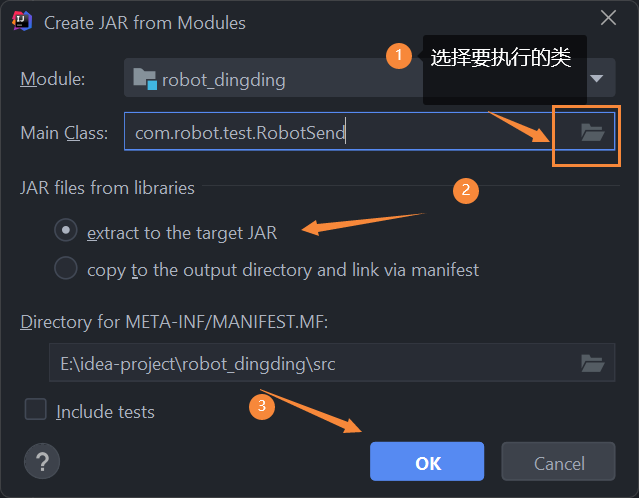 Create JAR from Modules
1
选择要执行的类
Module:
robot_dingding
Main Class:
com.robot.test.RobotSend
JAR files from libraries
2
extract to the target JAR
copy to the output directory and link via manifest
Directory for META-INF/MANIFEST.MF:
E:\idea-project\robot_dingding\src
3
Include tests
?
OK
Cancel